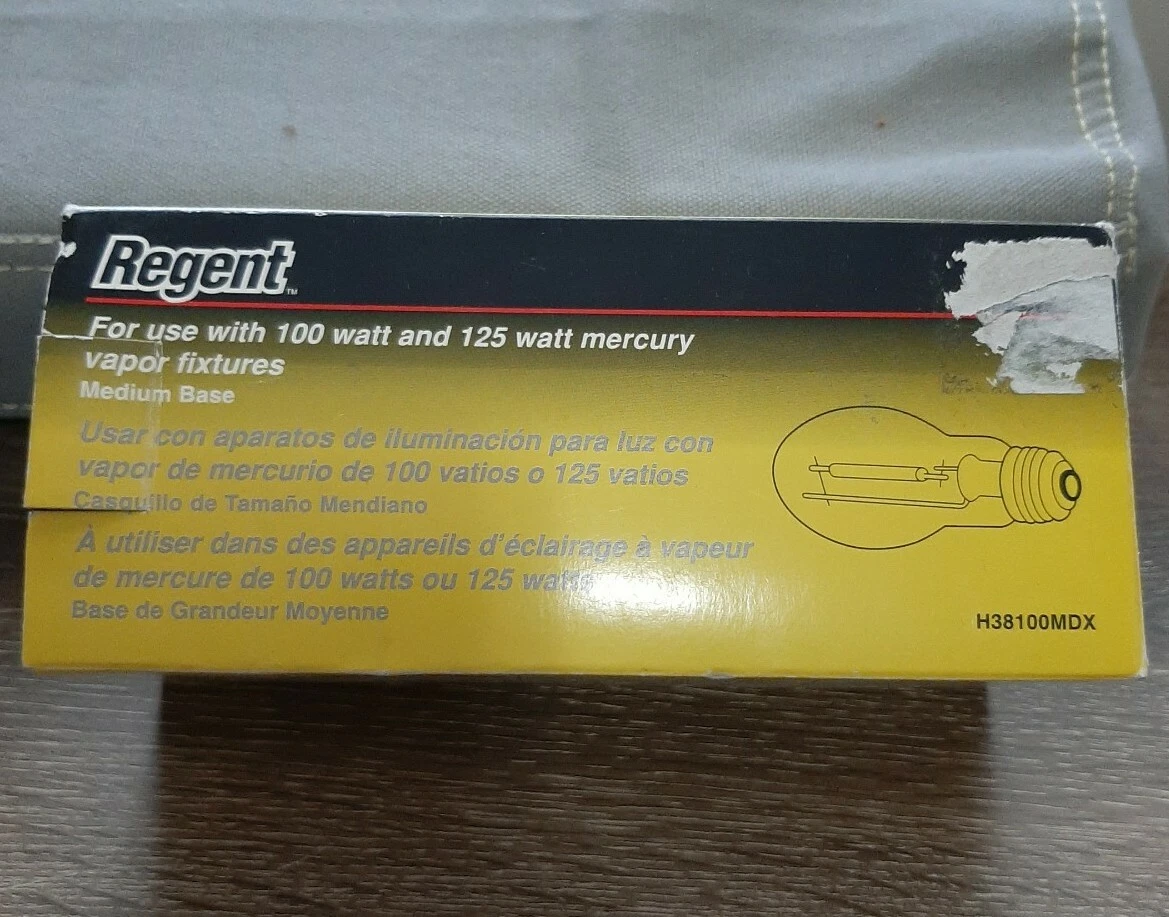 Regent™
For use with 100 watt and 125 watt mercury
vapor fixtures
Medium Base
Usar con aparatos de iluminación para luz con
vapor de mercurio de 100 vatios o 125 vatios
Casquillo de Tamaño Mendiano
À utiliser dans des appareils d'éclairage à vapeur
de mercure de 100 watts ou 125 watts
Base de Grandeur Moyenne
H38100MDX